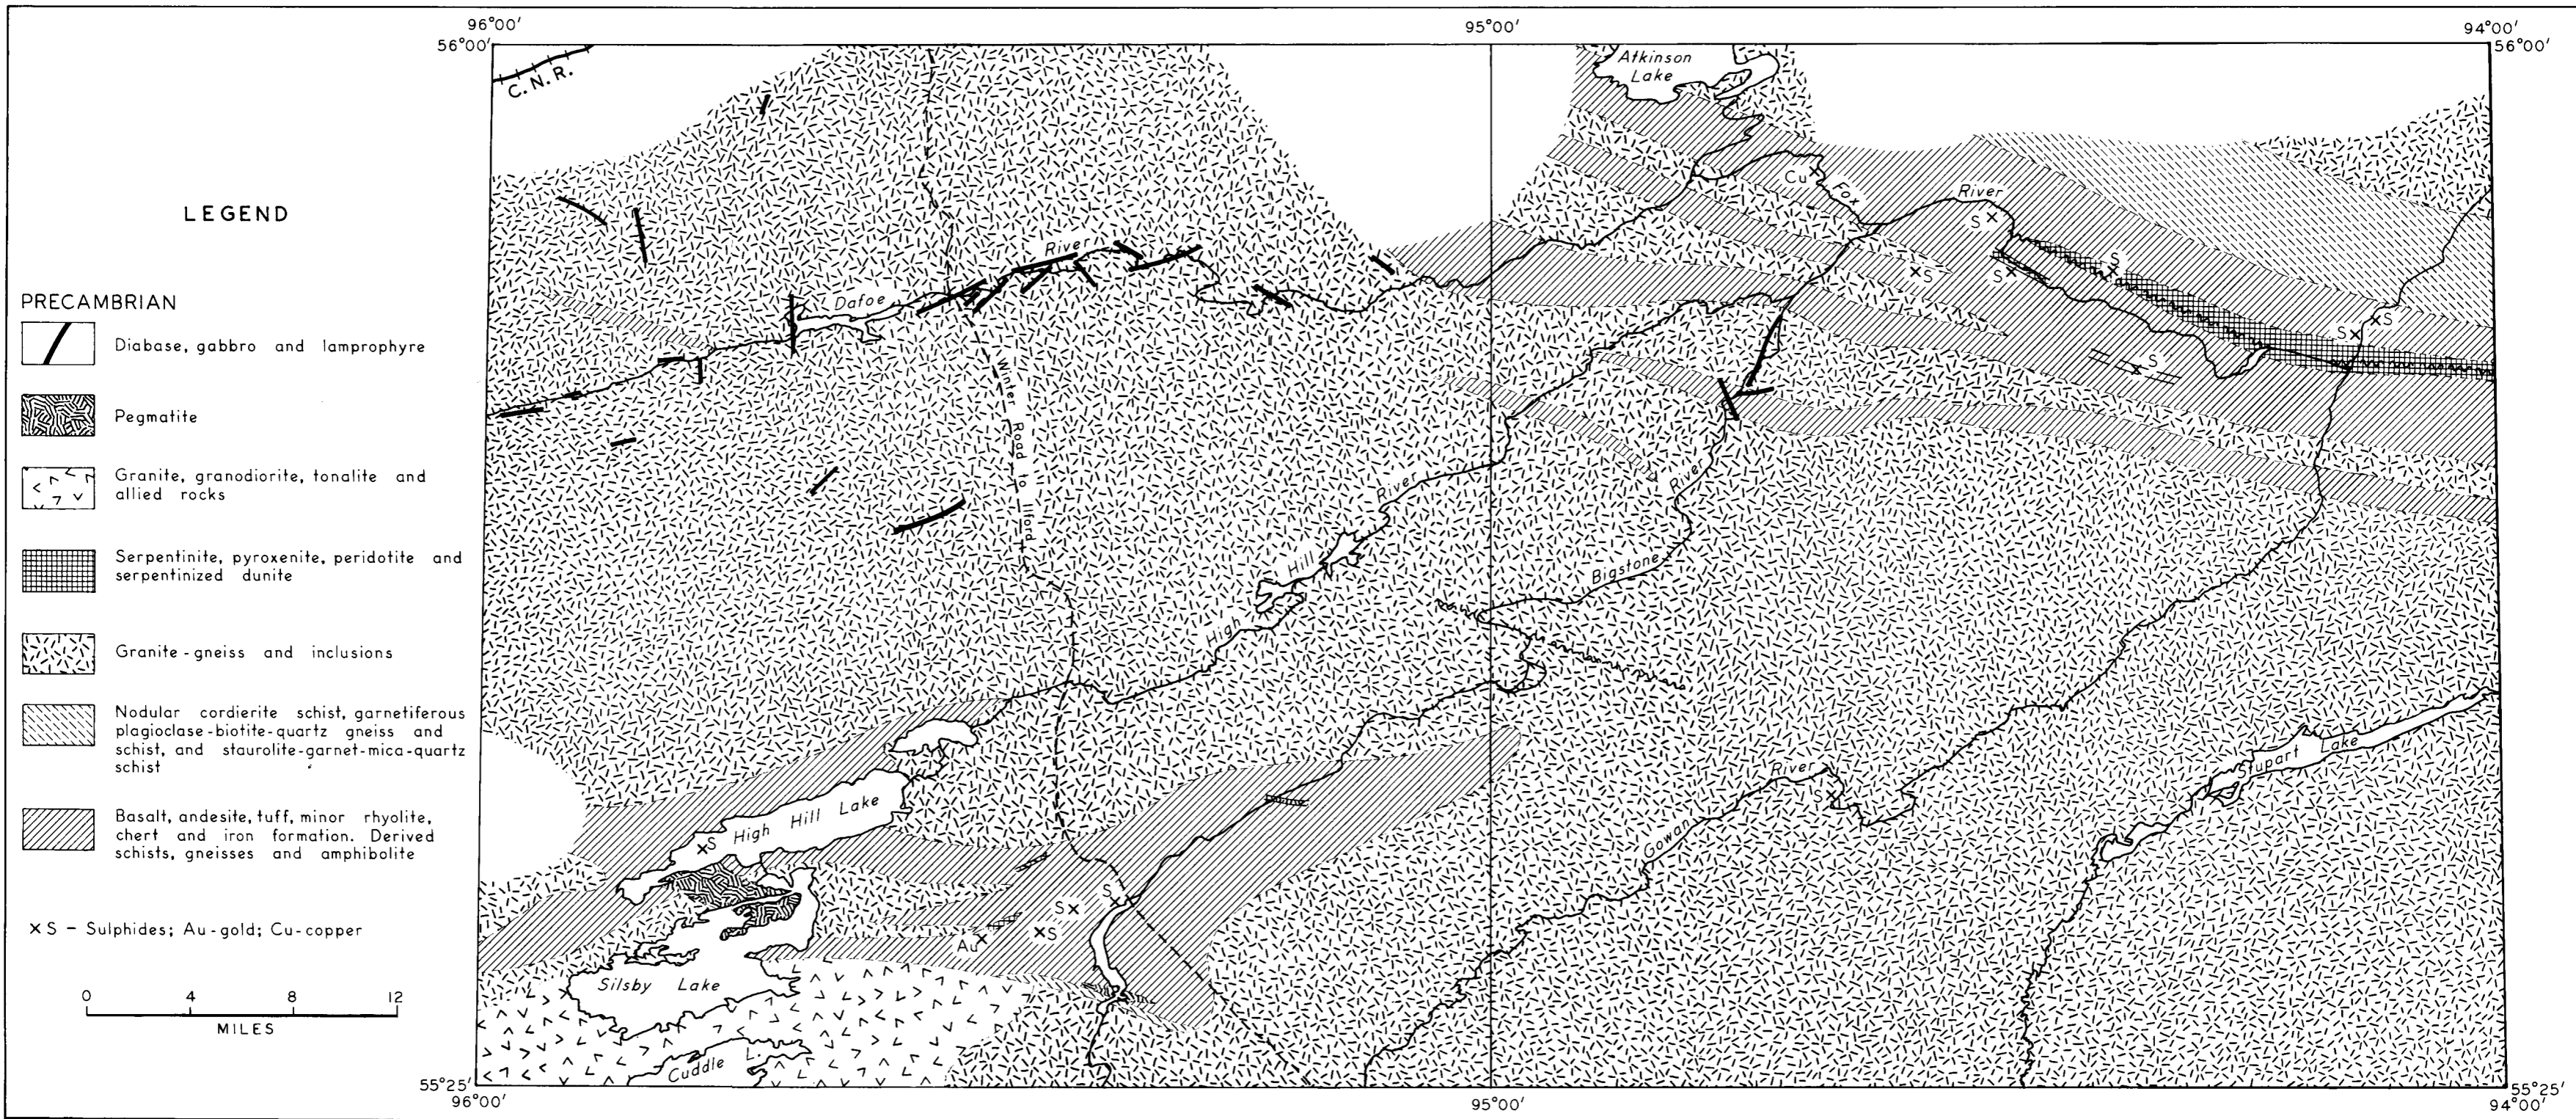 96°00′
95°00′
94°00′
56°00′
56°00′
C. N. R.
Atkinson
Lake
LEGEND
Cu
Fox
River
S
S
S
S
S
S
S
River
Dafoe
PRECAMBRIAN
Diabase, gabbro and lamprophyre
Pegmatite
Granite, granodiorite, tonalite and
allied rocks
Serpentinite, pyroxenite, peridotite and
serpentinized dunite
Granite-gneiss and inclusions
Nodular cordierite schist, garnetiferous
plagioclase-biotite-quartz gneiss and
schist, and staurolite-garnet-mica-quartz
schist
Basalt, andesite, tuff, minor rhyolite,
chert and iron formation. Derived
schists, gneisses and amphibolite
×S – Sulphides; Au-gold; Cu-copper
0 4 8 12
MILES
Winter Road to Ilford
High Hill River
Bigstone River
High Hill Lake
S
Gowan River
S
Stupart Lake
S
S
S
Au
Silsby Lake
Cuddle L.
55°25′
55°25′
96°00′
95°00′
94°00′